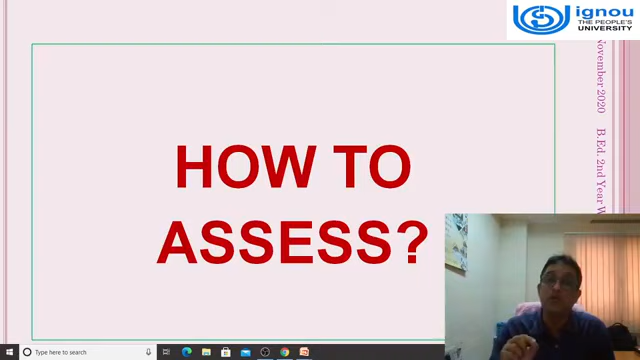 ignou
THE PEOPLE'S
UNIVERSITY
November 2020 B.Ed. 2nd Year W
HOW TO
ASSESS?
Type here to search